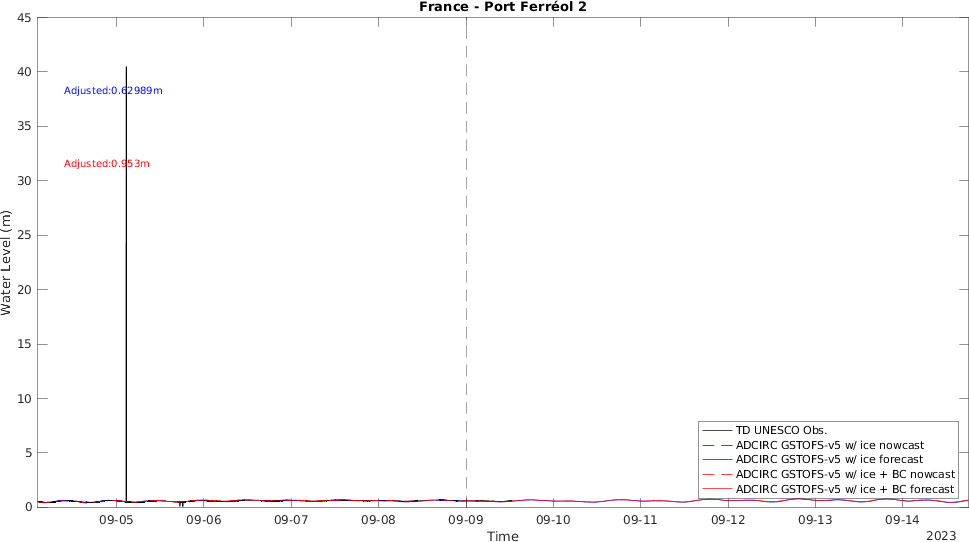 France - Port Ferréol 2
45
40
35
30
25
20
15
10
5
0
Water Level (m)
Adjusted:0.62989m
Adjusted:0.953m
TD UNESCO Obs.
ADCIRC GSTOFS-v5 w/ ice nowcast
ADCIRC GSTOFS-v5 w/ ice forecast
ADCIRC GSTOFS-v5 w/ ice + BC nowcast
ADCIRC GSTOFS-v5 w/ ice + BC forecast
09-05 09-06 09-07 09-08 09-09 09-10 09-11 09-12 09-13 09-14
Time
2023